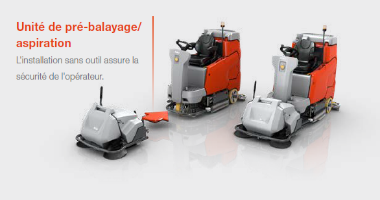 Unité de pré-balayage/
aspiration
L'installation sans outil assure la
sécurité de l'opérateur.